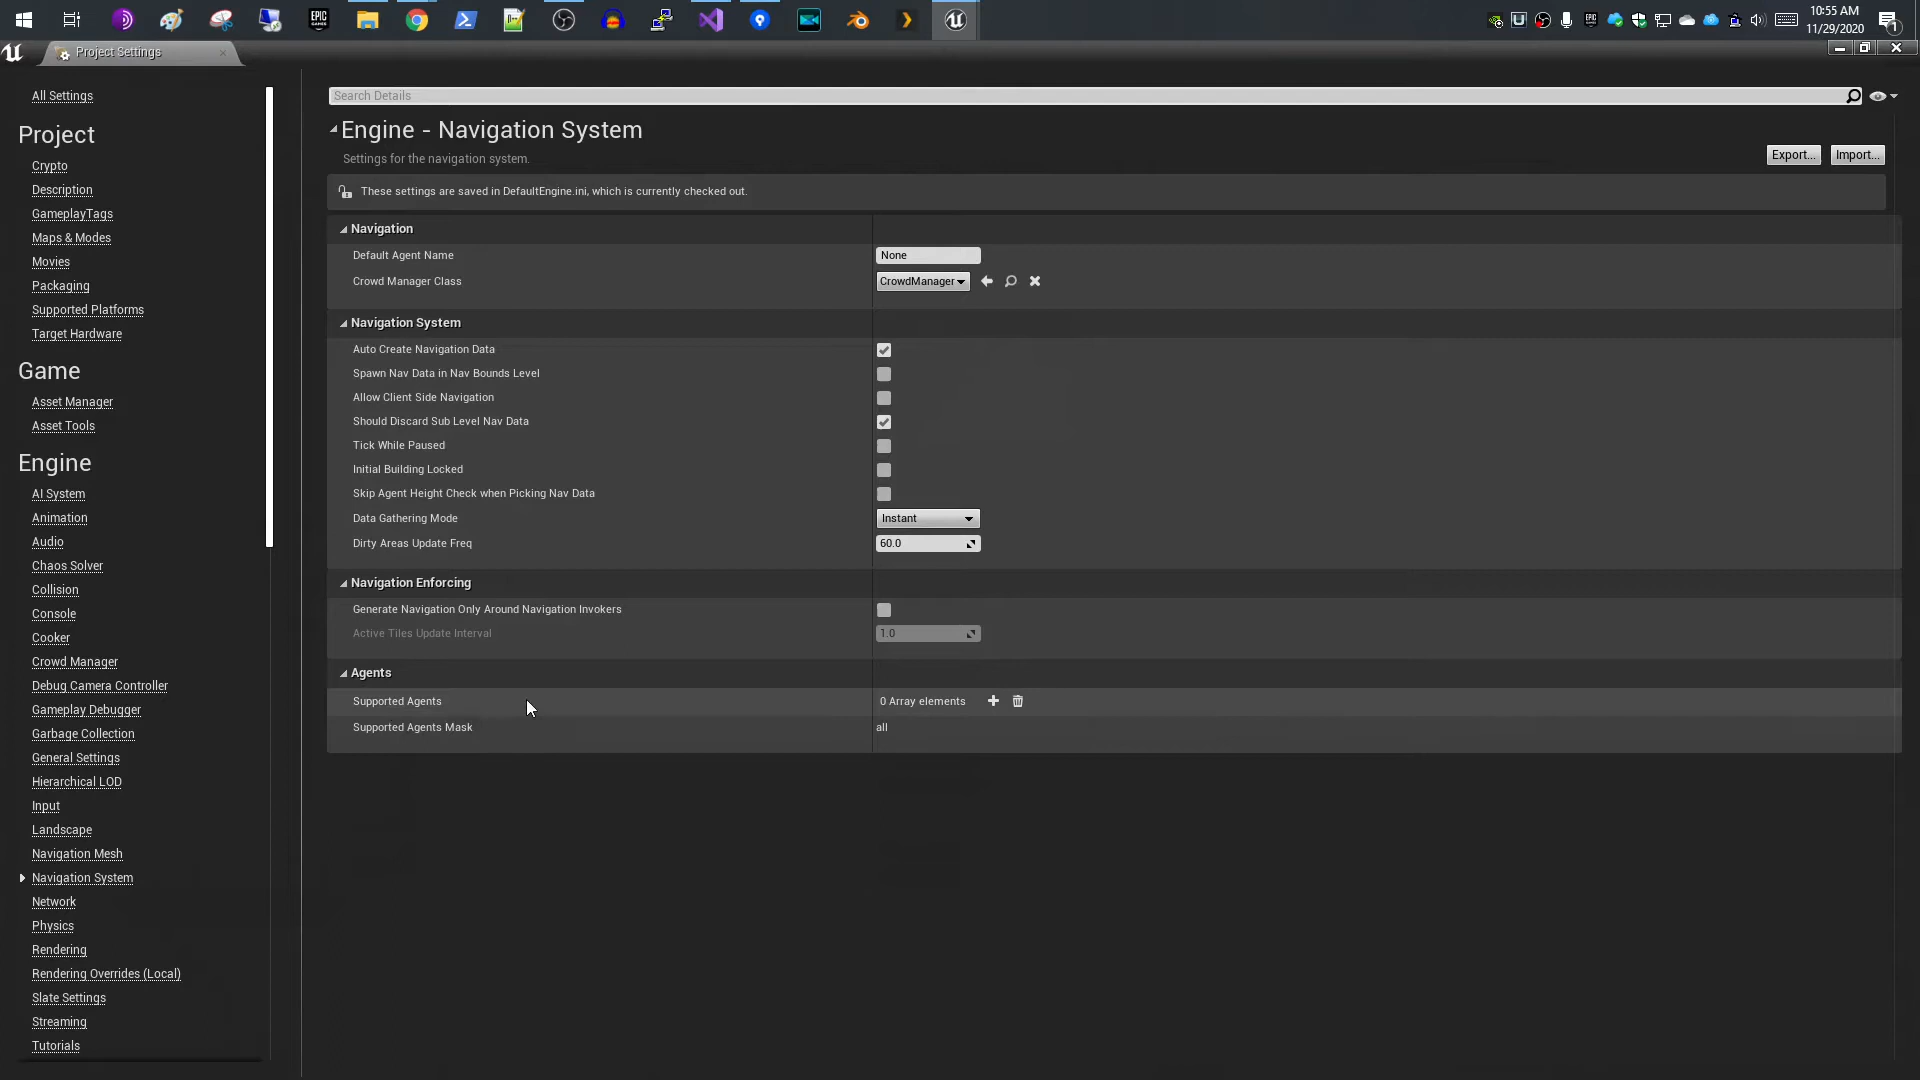 10:55 AM
11/29/2020
1
EPIC
GAMES
Project Settings
All Settings
Project
Crypto
Description
GameplayTags
Maps & Modes
Movies
Packaging
Supported Platforms
Target Hardware
Game
Asset Manager
Asset Tools
Engine
AI System
Animation
Audio
Chaos Solver
Collision
Console
Cooker
Crowd Manager
Debug Camera Controller
Gameplay Debugger
Garbage Collection
General Settings
Hierarchical LOD
Input
Landscape
Navigation Mesh
Navigation System
Network
Physics
Rendering
Rendering Overrides (Local)
Slate Settings
Streaming
Tutorials
Search Details
Engine - Navigation System
Settings for the navigation system.
Export... Import...
These settings are saved in DefaultEngine.ini, which is currently checked out.
Navigation
Default Agent Name None
Crowd Manager Class CrowdManager
Navigation System
Auto Create Navigation Data
Spawn Nav Data in Nav Bounds Level
Allow Client Side Navigation
Should Discard Sub Level Nav Data
Tick While Paused
Initial Building Locked
Skip Agent Height Check when Picking Nav Data
Data Gathering Mode Instant
Dirty Areas Update Freq 60.0
Navigation Enforcing
Generate Navigation Only Around Navigation Invokers
Active Tiles Update Interval 1.0
Agents
Supported Agents 0 Array elements
Supported Agents Mask all